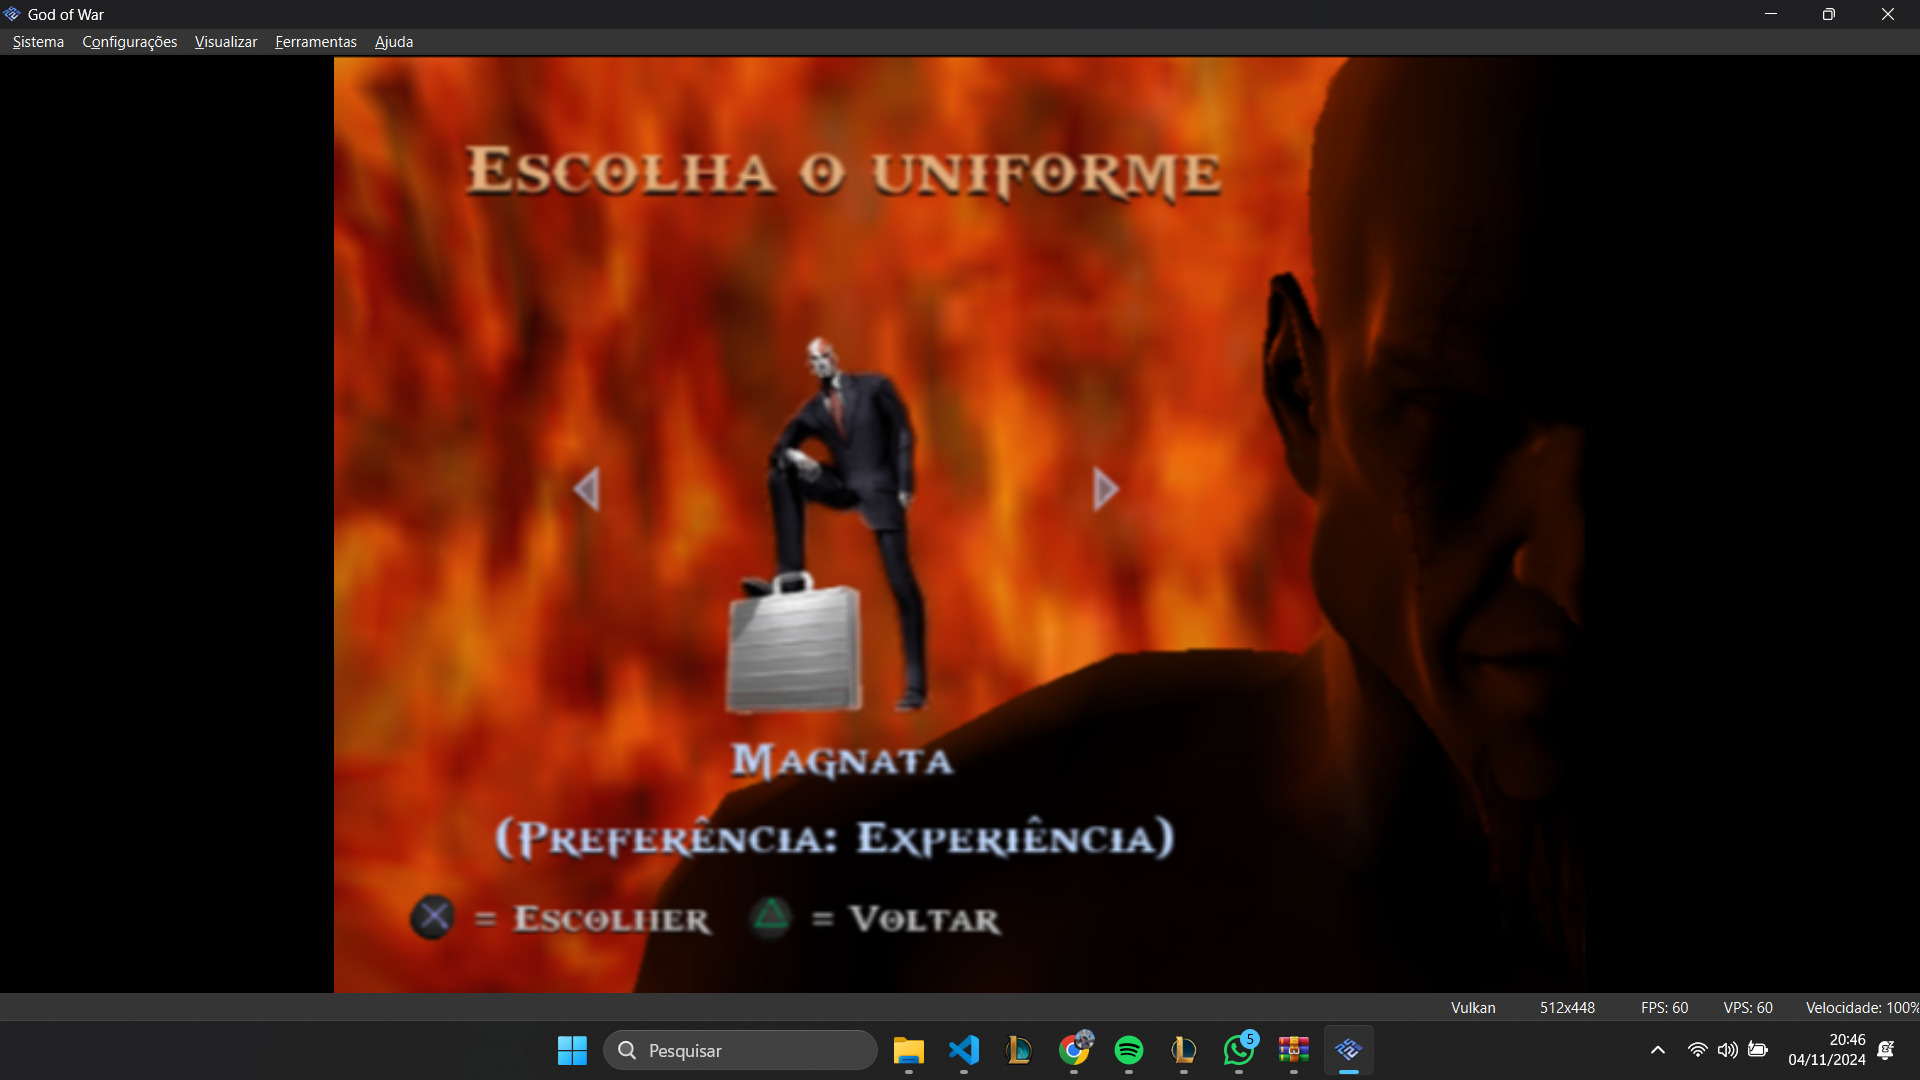 God of War
Sistema Configurações Visualizar Ferramentas Ajuda
Escolha o uniforme
Magnata
(Preferência: Experiência)
= Escolher = Voltar
Vulkan 512x448 FPS: 60 VPS: 60 Velocidade: 100%
Pesquisar
5
20:46
04/11/2024